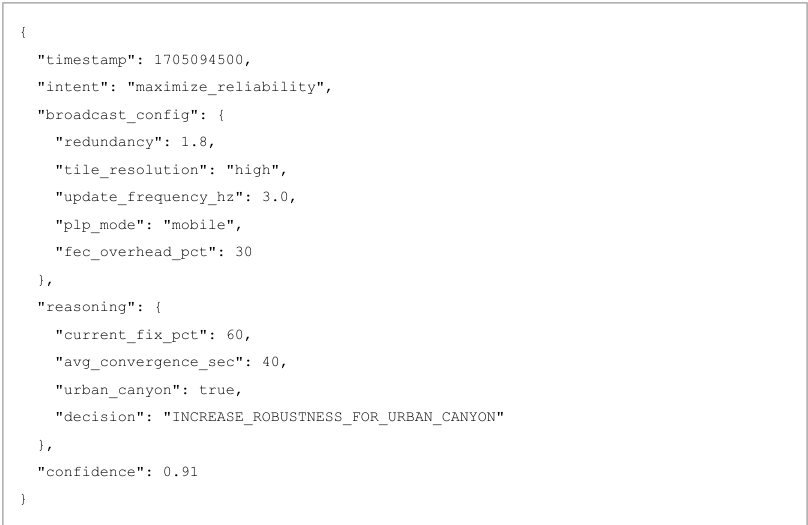 {
  "timestamp": 1705094500,
  "intent": "maximize_reliability",
  "broadcast_config": {
    "redundancy": 1.8,
    "tile_resolution": "high",
    "update_frequency_hz": 3.0,
    "plp_mode": "mobile",
    "fec_overhead_pct": 30
  },
  "reasoning": {
    "current_fix_pct": 60,
    "avg_convergence_sec": 40,
    "urban_canyon": true,
    "decision": "INCREASE_ROBUSTNESS_FOR_URBAN_CANYON"
  },
  "confidence": 0.91
}